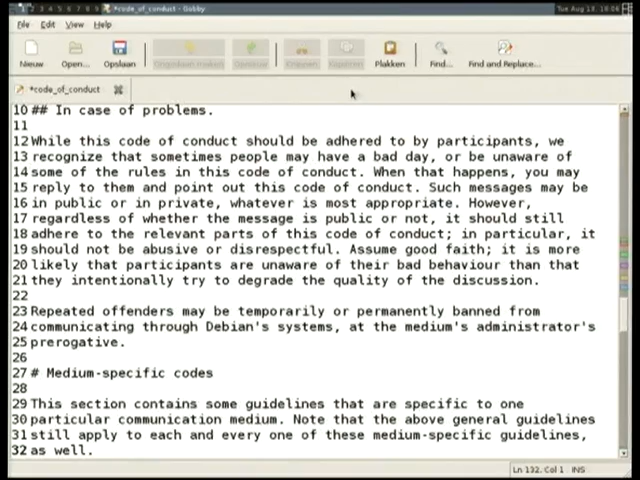 *code_of_conduct - Gobby
Tue Aug 13, 18:06
File Edit View Help
Nieuw Open... Opslaan Plakken Find... Find and Replace...
*code_of_conduct
10 ## In case of problems.
11
12 While this code of conduct should be adhered to by participants, we
13 recognize that sometimes people may have a bad day, or be unaware of
14 some of the rules in this code of conduct. When that happens, you may
15 reply to them and point out this code of conduct. Such messages may be
16 in public or in private, whatever is most appropriate. However,
17 regardless of whether the message is public or not, it should still
18 adhere to the relevant parts of this code of conduct; in particular, it
19 should not be abusive or disrespectful. Assume good faith; it is more
20 likely that participants are unaware of their bad behaviour than that
21 they intentionally try to degrade the quality of the discussion.
22
23 Repeated offenders may be temporarily or permanently banned from
24 communicating through Debian's systems, at the medium's administrator's
25 prerogative.
26
27 # Medium-specific codes
28
29 This section contains some guidelines that are specific to one
30 particular communication medium. Note that the above general guidelines
31 still apply to each and every one of these medium-specific guidelines,
32 as well.
Ln 132, Col 1 INS